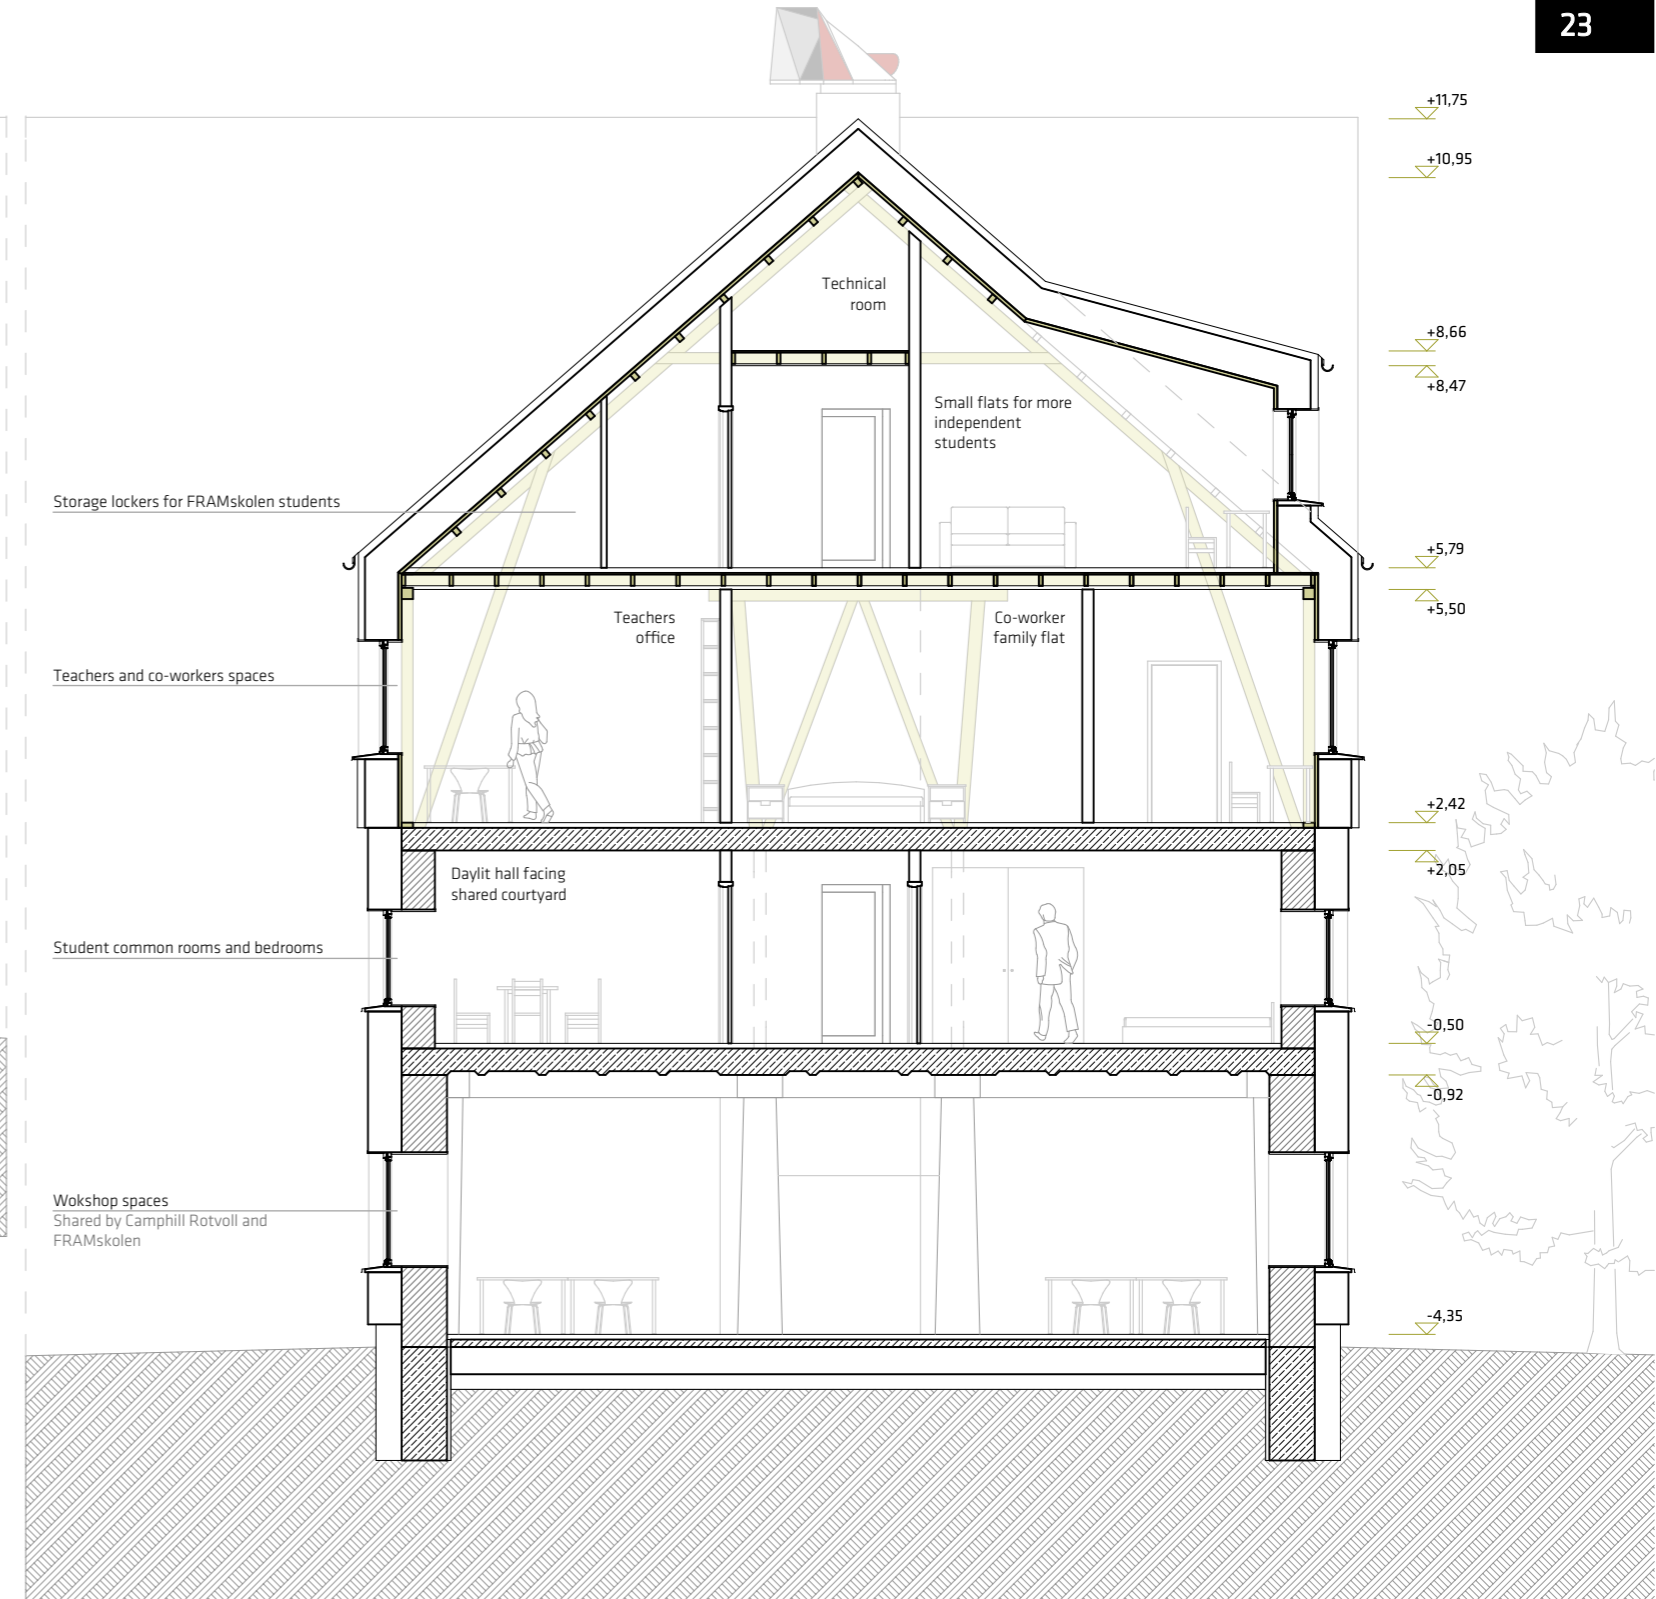 23
+11,75
+10,95
Technical
room
+8,66
+8,47
Small flats for more
independent
students
Storage lockers for FRAMskolen students
+5,79
+5,50
Teachers
office
Co-worker
family flat
Teachers and co-workers spaces
+2,42
+2,05
Daylit hall facing
shared courtyard
Student common rooms and bedrooms
-0,50
-0,92
Wokshop spaces
Shared by Camphill Rotvoll and
FRAMskolen
-4,35